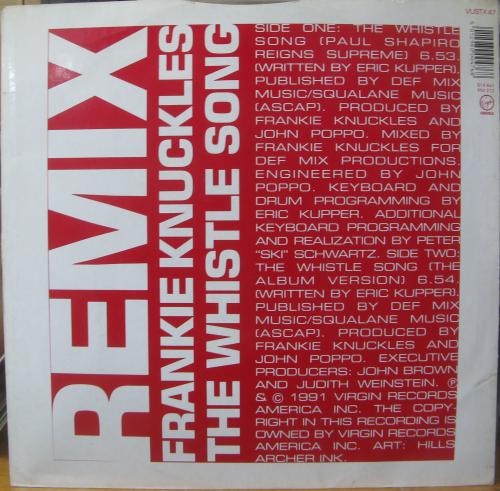 REMIX
FRANKIE KNUCKLES
THE WHISTLE SONG
SIDE ONE: THE WHISTLE
SONG (PAUL SHAPIRO
REIGNS SUPREME) 6.53.
(WRITTEN BY ERIC KUPPER).
PUBLISHED BY DEF MIX
MUSIC/SQUALANE MUSIC
(ASCAP). PRODUCED BY
FRANKIE KNUCKLES AND
JOHN POPPO. MIXED BY
FRANKIE KNUCKLES FOR
DEF MIX PRODUCTIONS.
ENGINEERED BY JOHN
POPPO. KEYBOARD AND
DRUM PROGRAMMING BY
ERIC KUPPER. ADDITIONAL
KEYBOARD PROGRAMMING
AND REALIZATION BY PETER
"SKI" SCHWARTZ. SIDE TWO:
THE WHISTLE SONG (THE
ALBUM VERSION) 6.54.
(WRITTEN BY ERIC KUPPER).
PUBLISHED BY DEF MIX
MUSIC/SQUALANE MUSIC
(ASCAP). PRODUCED BY
FRANKIE KNUCKLES AND
JOHN POPPO. EXECUTIVE
PRODUCERS: JOHN BROWN
AND JUDITH WEINSTEIN. ℗
& © 1991 VIRGIN RECORDS
AMERICA INC. THE COPY-
RIGHT IN THIS RECORDING IS
OWNED BY VIRGIN RECORDS
AMERICA INC. ART: HILLS
ARCHER INK.
VUSTX 47